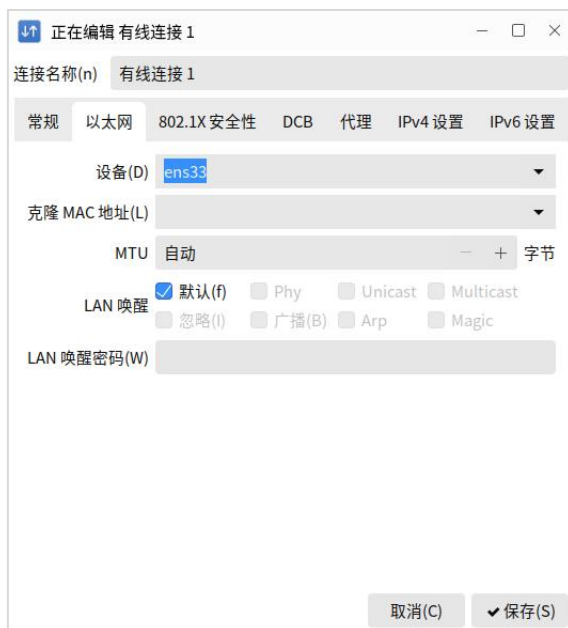 正在编辑 有线连接 1
连接名称(n) 有线连接 1
常规 以太网 802.1X 安全性 DCB 代理 IPv4 设置 IPv6 设置
设备(D) ens33
克隆 MAC 地址(L)
MTU 自动 字节
LAN 唤醒 默认(f) Phy Unicast Multicast
忽略(I) 广播(B) Arp Magic
LAN 唤醒密码(W)
取消(C) 保存(S)